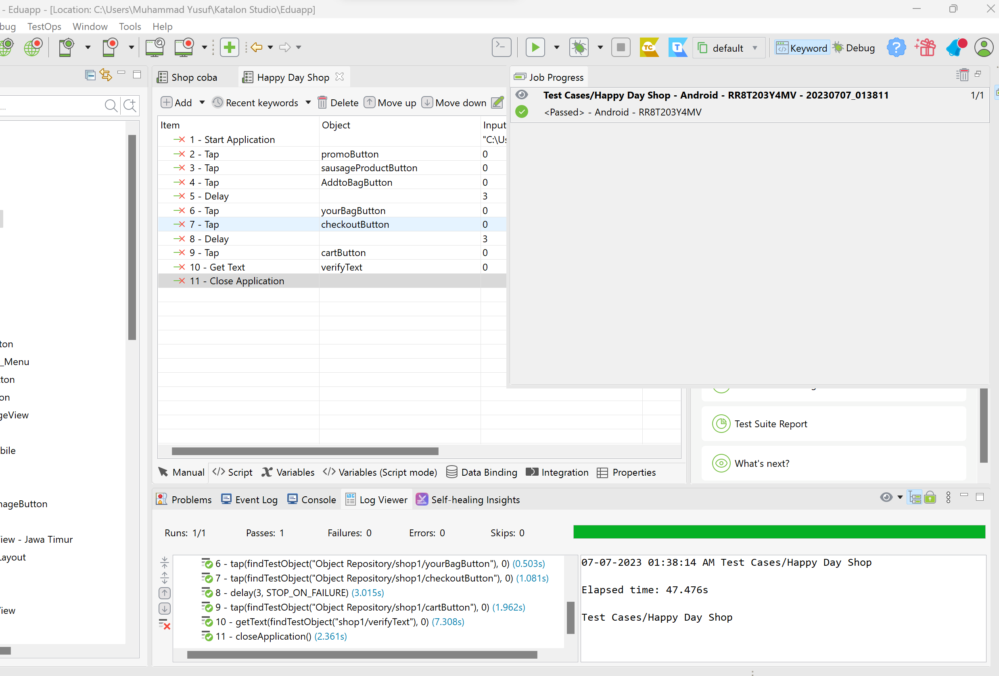 - Eduapp - [Location: C:\Users\Muhammad Yusuf\Katalon Studio\Eduapp]
bug TestOps Window Tools Help
TC T default Keyword Debug
Shop coba Happy Day Shop Job Progress
Test Cases/Happy Day Shop - Android - RR8T203Y4MV - 20230707_013811 1/1
<Passed> - Android - RR8T203Y4MV
... Add Recent keywords Delete Move up Move down
Item Object Input
1 - Start Application "C:\Us
2 - Tap promoButton 0
3 - Tap sausageProductButton 0
4 - Tap AddtoBagButton 0
5 - Delay 3
6 - Tap yourBagButton 0
7 - Tap checkoutButton 0
8 - Delay 3
9 - Tap cartButton 0
10 - Get Text verifyText 0
11 - Close Application
ton
_Menu
ton
on
geView
bile
nageButton
iew - Jawa Timur
Layout
iew
Test Suite Report
What's next?
Manual Script Variables Variables (Script mode) Data Binding Integration Properties
Problems Event Log Console Log Viewer Self-healing Insights
Runs: 1/1 Passes: 1 Failures: 0 Errors: 0 Skips: 0
6 - tap(findTestObject("Object Repository/shop1/yourBagButton"), 0) (0.503s)
7 - tap(findTestObject("Object Repository/shop1/checkoutButton"), 0) (1.081s)
8 - delay(3, STOP_ON_FAILURE) (3.015s)
9 - tap(findTestObject("Object Repository/shop1/cartButton"), 0) (1.962s)
10 - getText(findTestObject("shop1/verifyText"), 0) (7.308s)
11 - closeApplication() (2.361s)
07-07-2023 01:38:14 AM Test Cases/Happy Day Shop
Elapsed time: 47.476s
Test Cases/Happy Day Shop